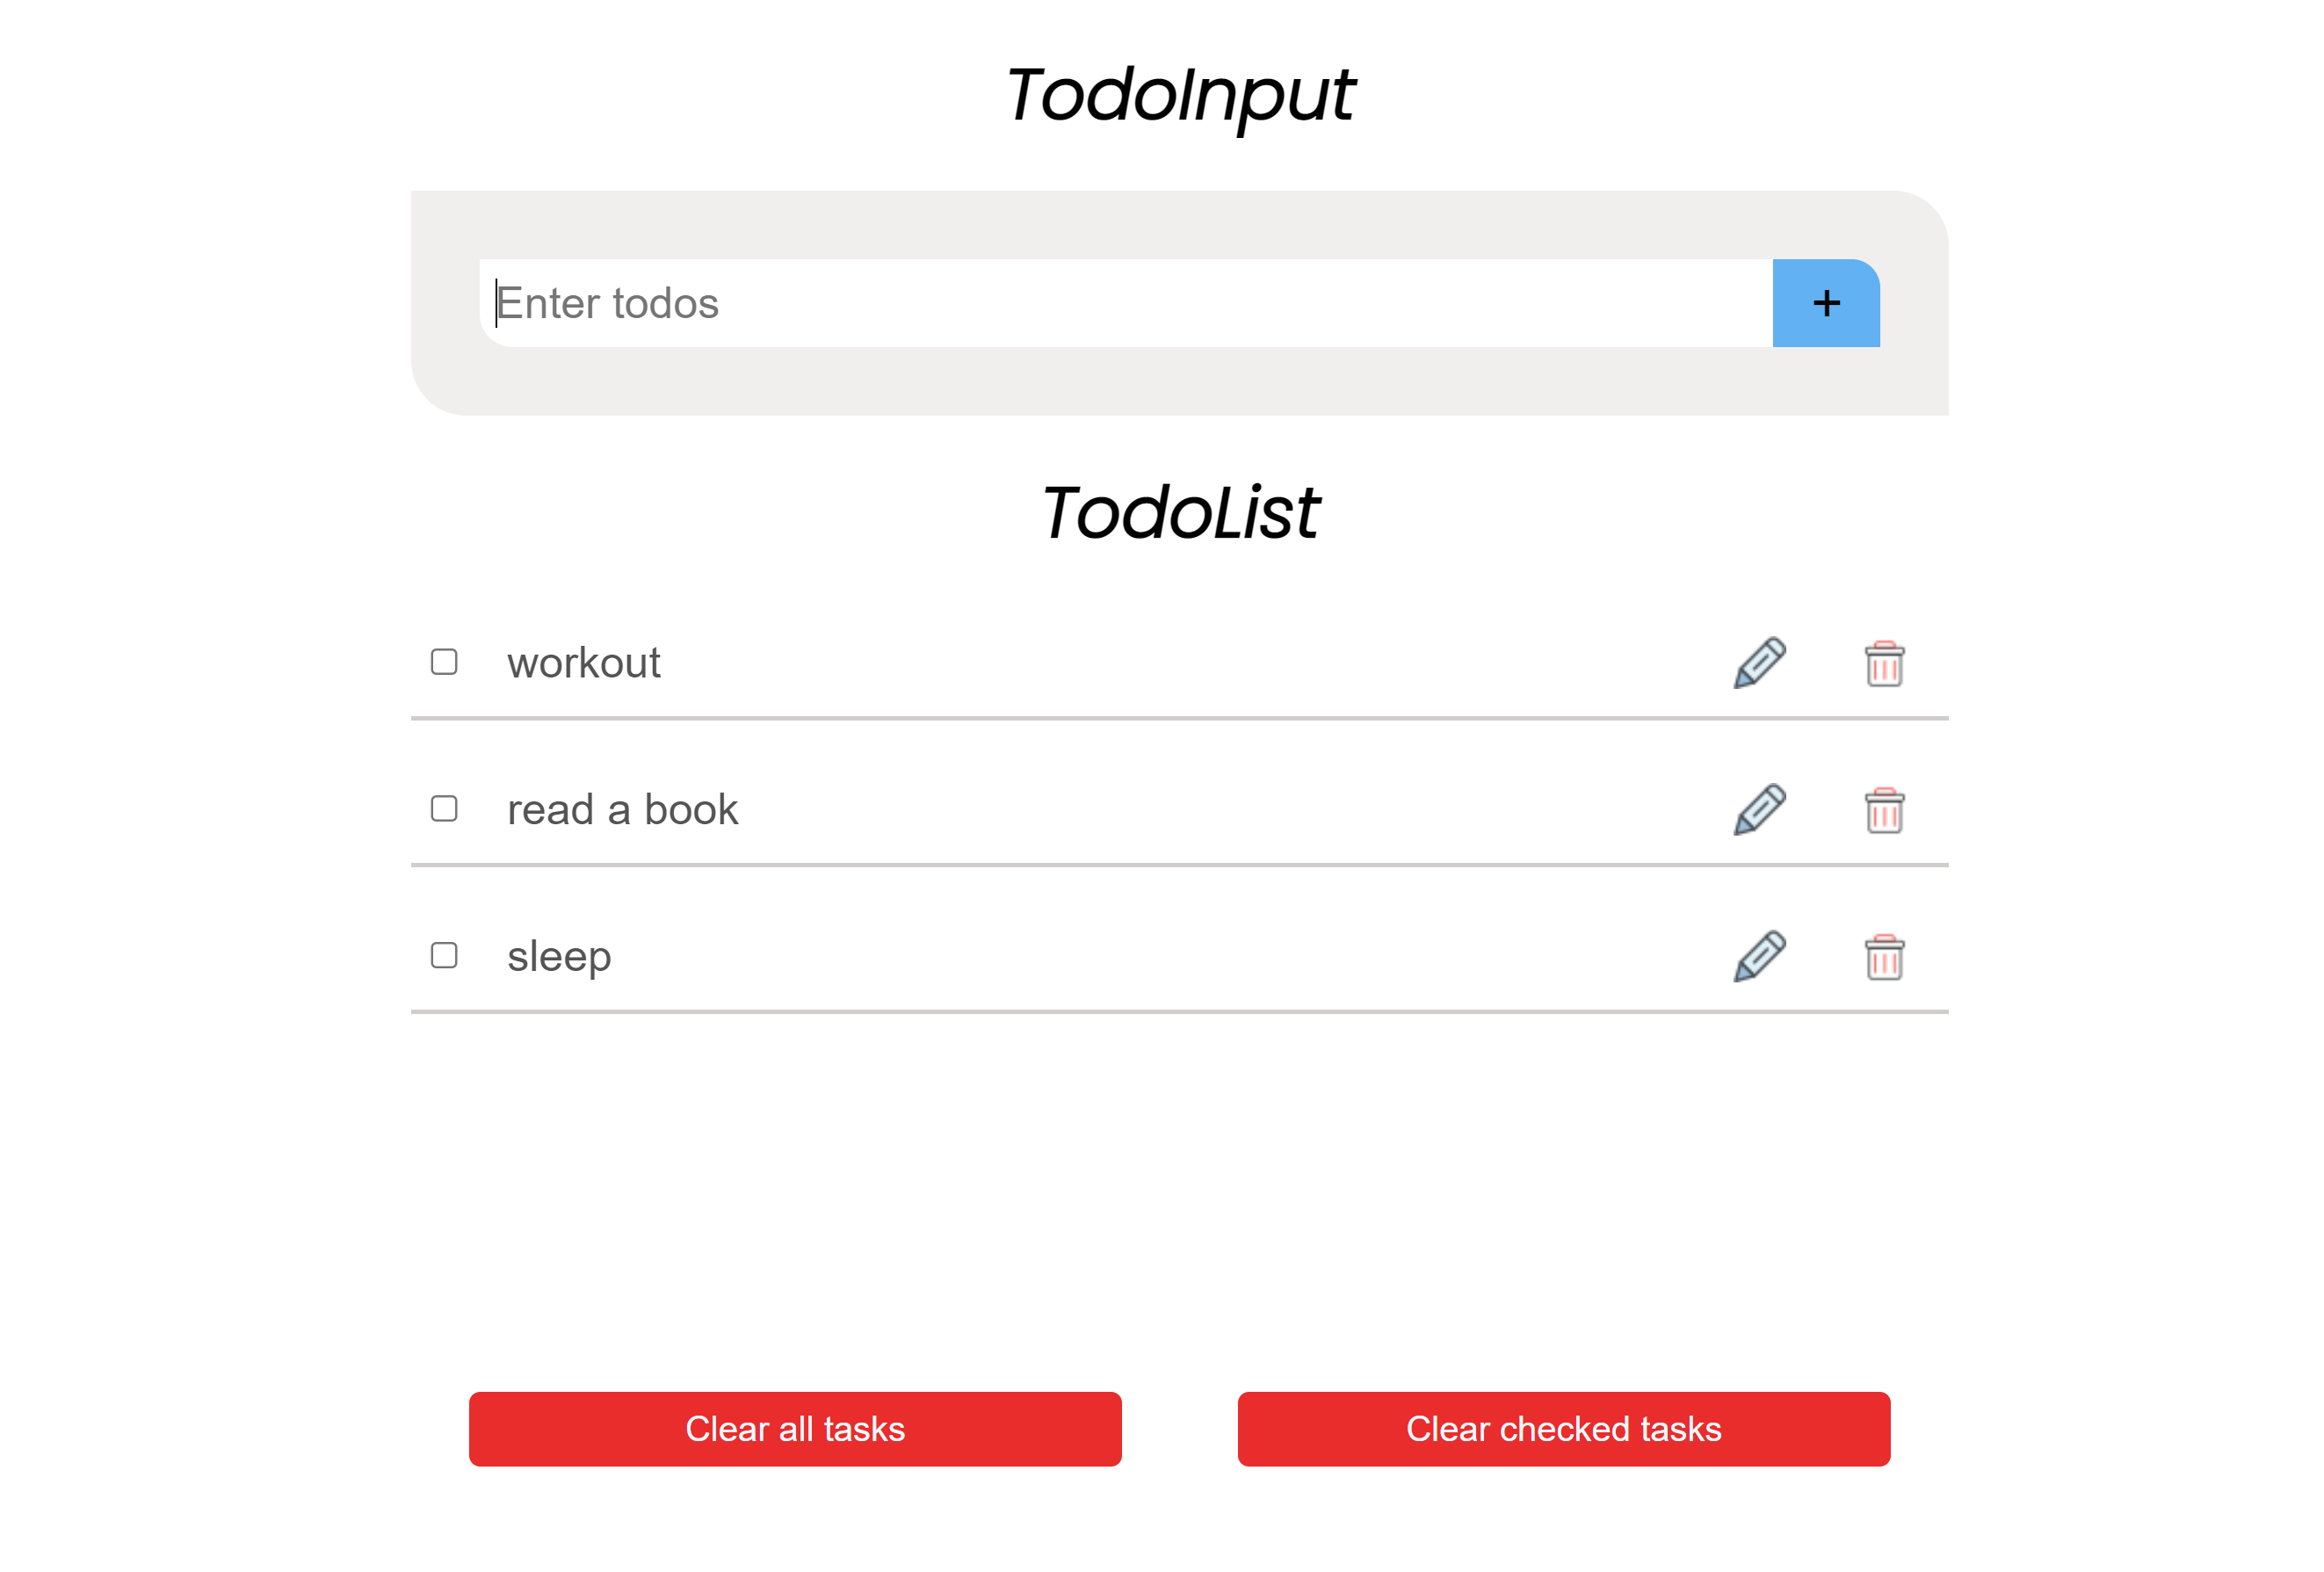 TodoInput
Enter todos
+
TodoList
workout
read a book
sleep
Clear all tasks
Clear checked tasks